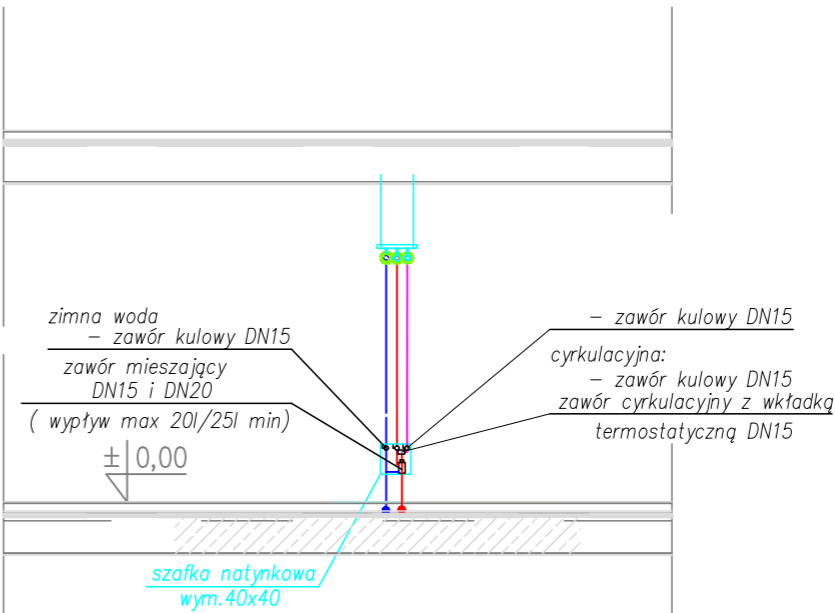 zimna woda
– zawór kulowy DN15
zawór mieszający
DN15 i DN20
( wypływ max 20l/25l min)
±0,00
– zawór kulowy DN15
cyrkulacyjna:
– zawór kulowy DN15
zawór cyrkulacyjny z wkładką
termostatyczną DN15
szafka natynkowa
wym.40x40